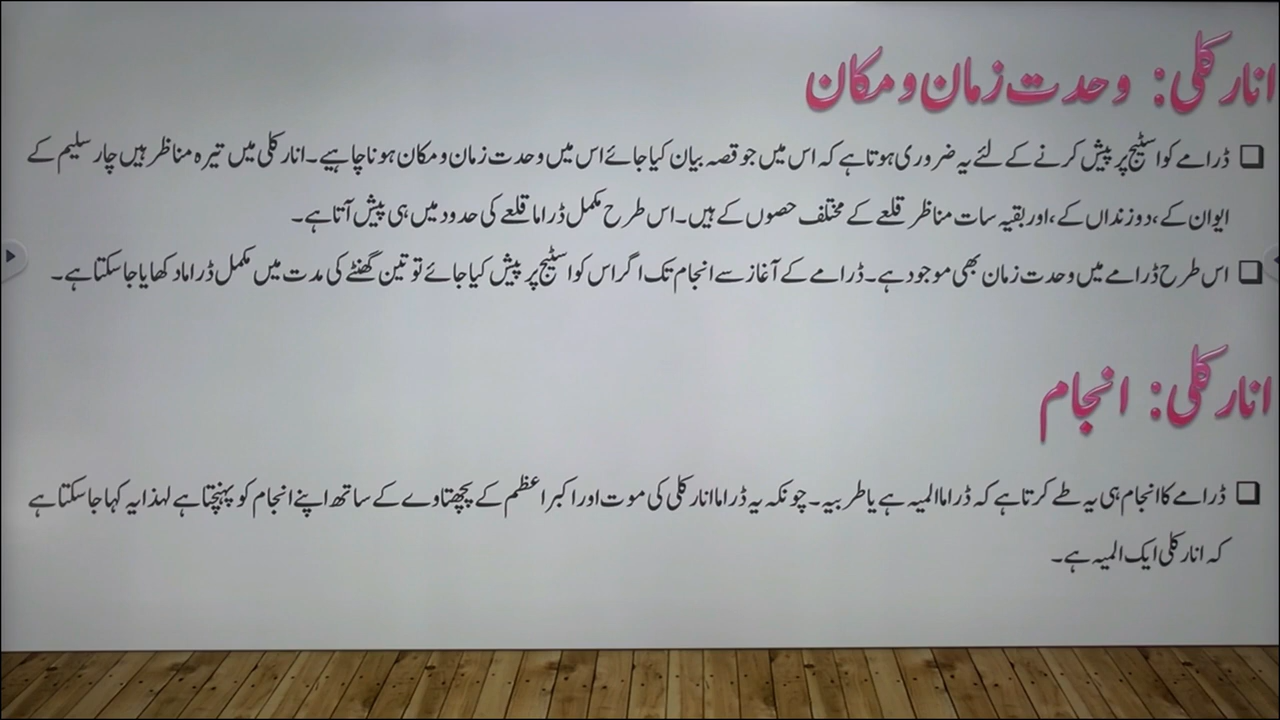 انارکلی: وحدت زمان و مکان
❑ ڈرامے کو اسٹیج پر پیش کرنے کے لئے یہ ضروری ہوتا ہے کہ اس میں جو قصہ بیان کیا جائے اس میں وحدت زمان و مکان ہونا چاہیے۔ انارکلی میں تیرہ مناظر ہیں چار سلیم کے
ایوان کے، دو زنداں کے، اور بقیہ سات مناظر قلعے کے مختلف حصوں کے ہیں۔ اس طرح مکمل ڈراما قلعے کی حدود میں ہی پیش آتا ہے۔
❑ اس طرح ڈرامے میں وحدت زمان بھی موجود ہے۔ ڈرامے کے آغاز سے انجام تک اگر اس کو اسٹیج پر پیش کیا جائے تو تین گھنٹے کی مدت میں مکمل ڈراما دکھایا جا سکتا ہے۔
انارکلی: انجام
❑ ڈرامے کا انجام ہی یہ طے کرتا ہے کہ ڈراما المیہ ہے یا طربیہ۔ چونکہ یہ ڈراما انارکلی کی موت اور اکبر اعظم کے پچھتاوے کے ساتھ اپنے انجام کو پہنچتا ہے لہذا یہ کہا جا سکتا ہے
کہ انارکلی ایک المیہ ہے۔